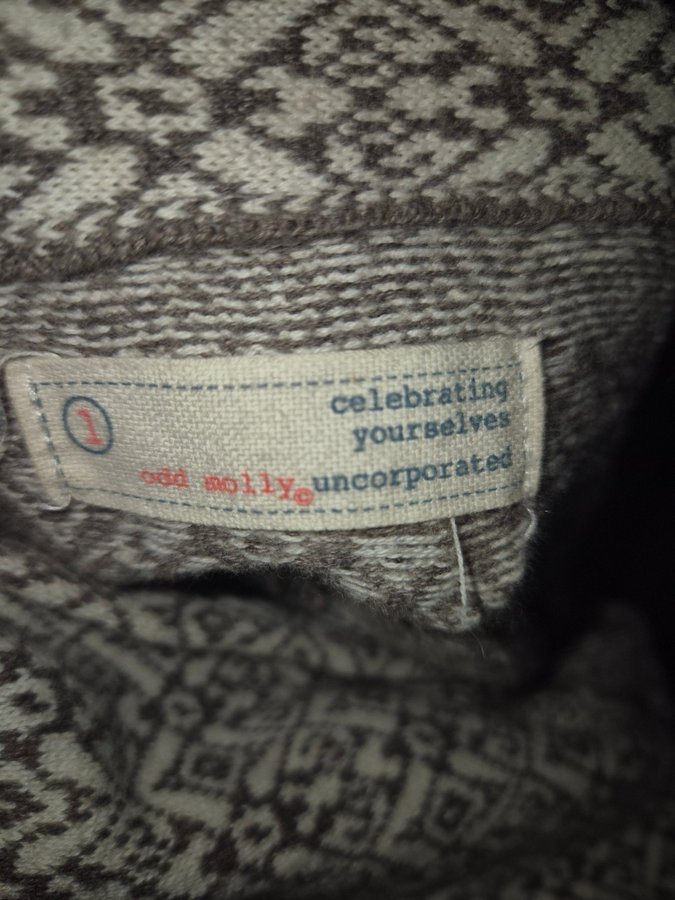 1
celebrating
yourselves
odd molly© uncorporated